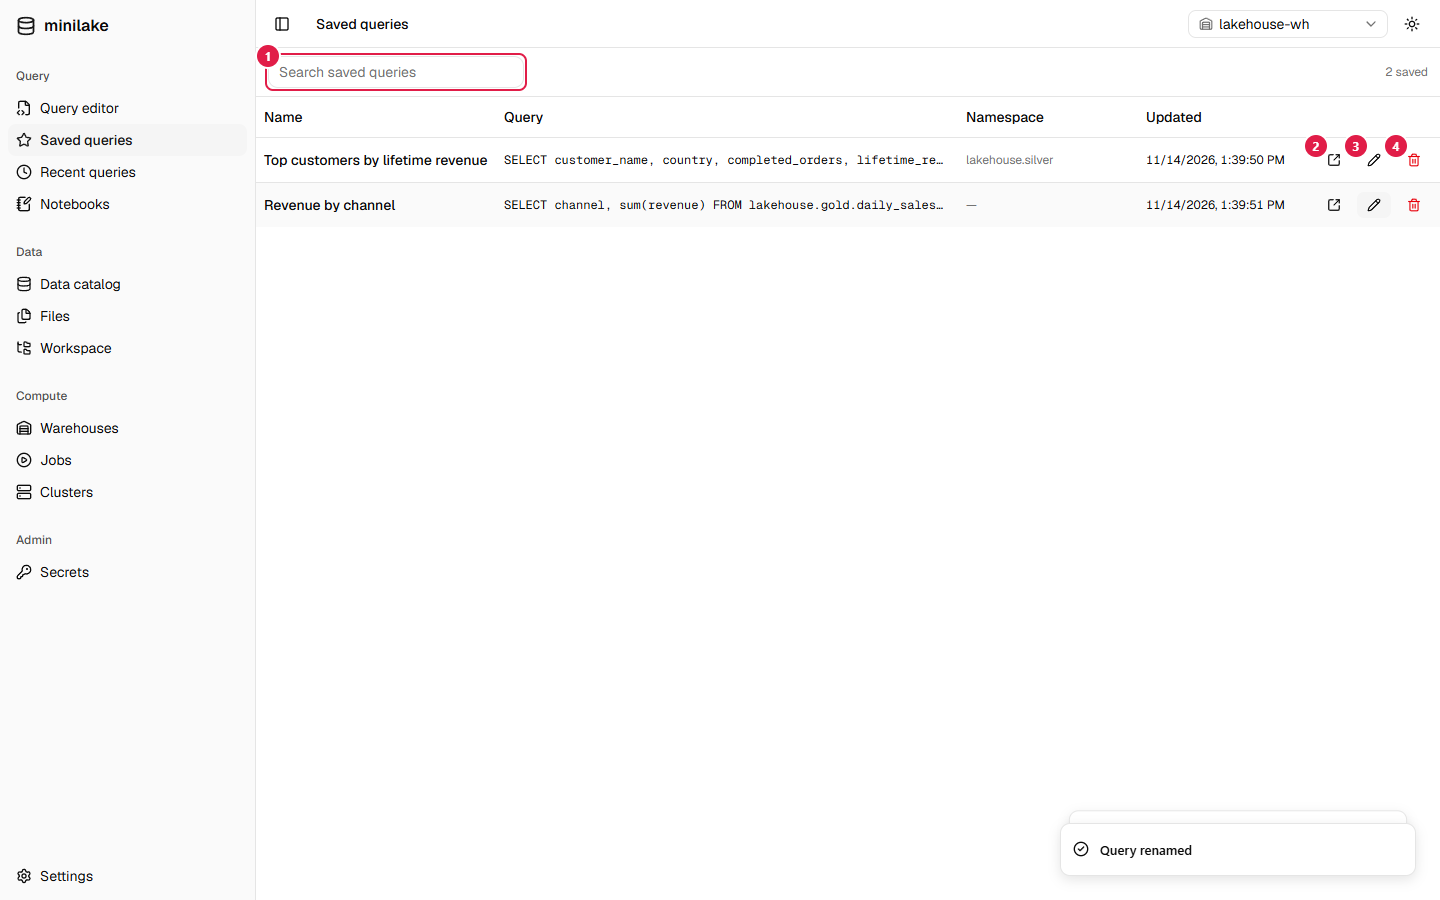 minilake
Saved queries
lakehouse-wh
Query
Query editor
Saved queries
Recent queries
Notebooks
Data
Data catalog
Files
Workspace
Compute
Warehouses
Jobs
Clusters
Admin
Secrets
Settings
1
Search saved queries
2 saved
Name Query Namespace Updated
2 3 4
Top customers by lifetime revenue SELECT customer_name, country, completed_orders, lifetime_re… lakehouse.silver 11/14/2026, 1:39:50 PM
Revenue by channel SELECT channel, sum(revenue) FROM lakehouse.gold.daily_sales… — 11/14/2026, 1:39:51 PM
Query renamed